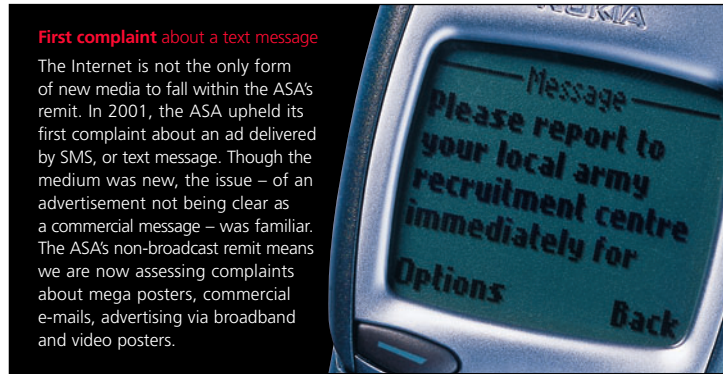 First complaint about a text message
The Internet is not the only form
of new media to fall within the ASA's
remit. In 2001, the ASA upheld its
first complaint about an ad delivered
by SMS, or text message. Though the
medium was new, the issue – of an
advertisement not being clear as
a commercial message – was familiar.
The ASA's non-broadcast remit means
we are now assessing complaints
about mega posters, commercial
e-mails, advertising via broadband
and video posters.
NOKIA
Message
Please report to
your local army
recruitment centre
immediately for
Options Back